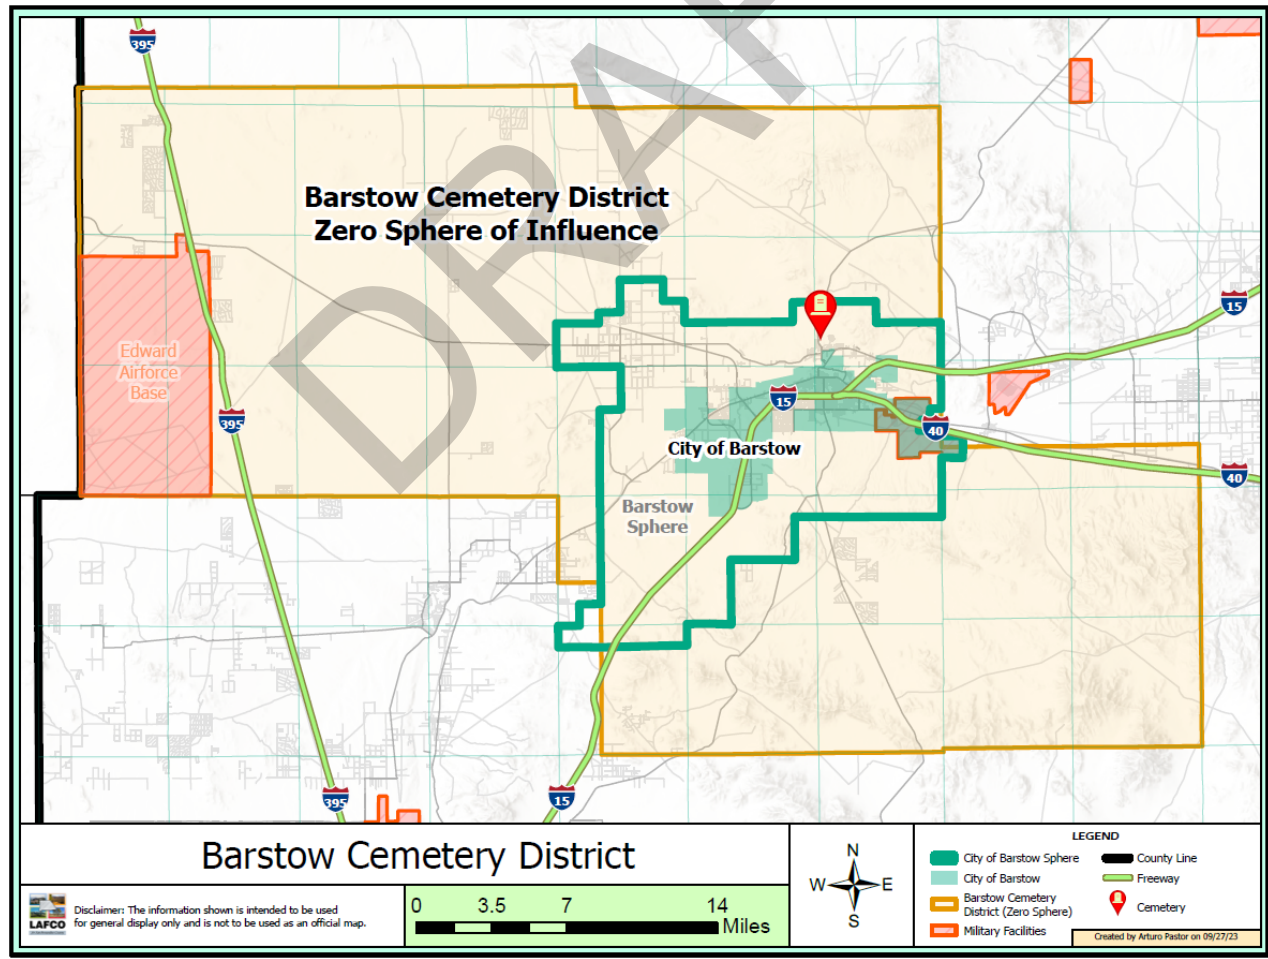 DRAF
395
Barstow Cemetery District
Zero Sphere of Influence
15
Edward
Airforce
Base
395
15
40
City of Barstow
40
Barstow
Sphere
395
15
Barstow Cemetery District
LAFCO
Disclaimer: The information shown is intended to be used
for general display only and is not to be used as an official map.
0 3.5 7 14
Miles
N
W E
S
LEGEND
City of Barstow Sphere
City of Barstow
Barstow Cemetery
District (Zero Sphere)
Military Facilities
County Line
Freeway
Cemetery
Created by Arturo Pastor on 09/27/23